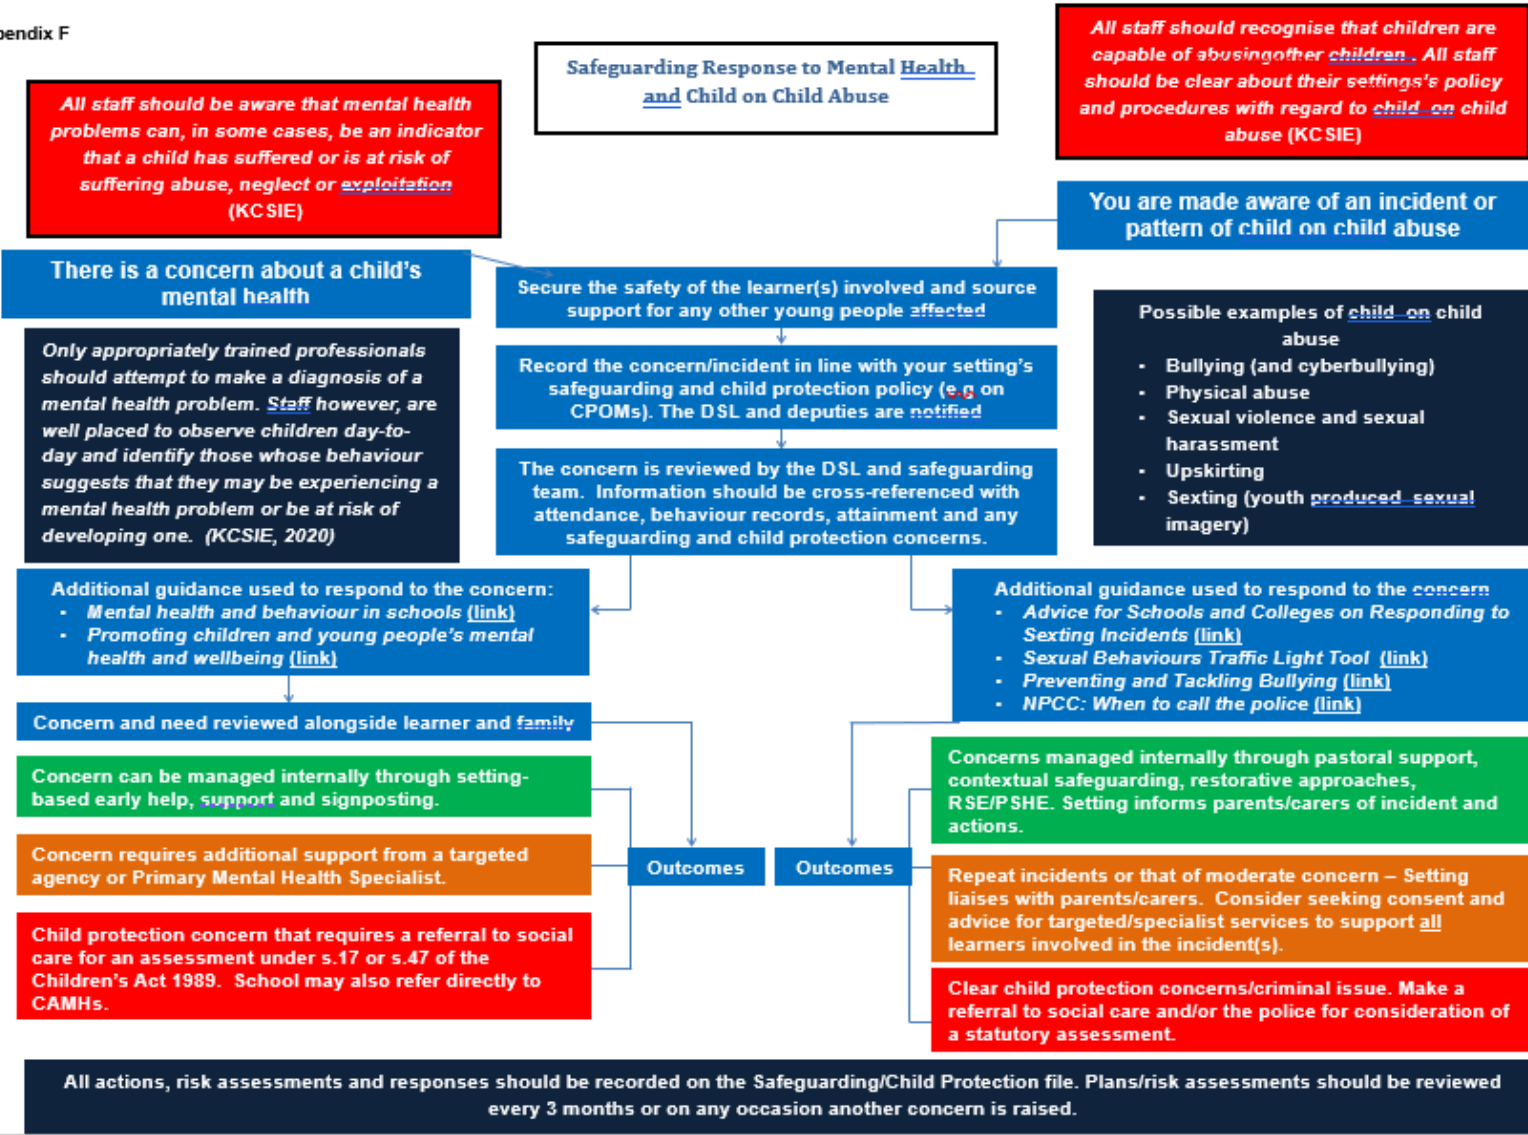 pendix F
Safeguarding Response to Mental Health
and Child on Child Abuse
All staff should recognise that children are
capable of abusingother children. All staff
should be clear about their settings's policy
and procedures with regard to child on child
abuse (KCSIE)
All staff should be aware that mental health
problems can, in some cases, be an indicator
that a child has suffered or is at risk of
suffering abuse, neglect or exploitation
(KCSIE)
You are made aware of an incident or
pattern of child on child abuse
There is a concern about a child's
mental health
Secure the safety of the learner(s) involved and source
support for any other young people affected
Only appropriately trained professionals
should attempt to make a diagnosis of a
mental health problem. Staff however, are
well placed to observe children day-to-
day and identify those whose behaviour
suggests that they may be experiencing a
mental health problem or be at risk of
developing one. (KCSIE, 2020)
Record the concern/incident in line with your setting's
safeguarding and child protection policy (e.g. on
CPOMs). The DSL and deputies are notified
The concern is reviewed by the DSL and safeguarding
team. Information should be cross-referenced with
attendance, behaviour records, attainment and any
safeguarding and child protection concerns.
Possible examples of child on child
abuse
• Bullying (and cyberbullying)
• Physical abuse
• Sexual violence and sexual
harassment
• Upskirting
• Sexting (youth produced sexual
imagery)
Additional guidance used to respond to the concern:
• Mental health and behaviour in schools (link)
• Promoting children and young people's mental
health and wellbeing (link)
Additional guidance used to respond to the concern
• Advice for Schools and Colleges on Responding to
Sexting Incidents (link)
• Sexual Behaviours Traffic Light Tool (link)
• Preventing and Tackling Bullying (link)
• NPCC: When to call the police (link)
Concern and need reviewed alongside learner and family
Concern can be managed internally through setting-
based early help, support and signposting.
Concern requires additional support from a targeted
agency or Primary Mental Health Specialist.
Child protection concern that requires a referral to social
care for an assessment under s.17 or s.47 of the
Children's Act 1989. School may also refer directly to
CAMHs.
Outcomes
Outcomes
Concerns managed internally through pastoral support,
contextual safeguarding, restorative approaches,
RSE/PSHE. Setting informs parents/carers of incident and
actions.
Repeat incidents or that of moderate concern – Setting
liaises with parents/carers. Consider seeking consent and
advice for targeted/specialist services to support all
learners involved in the incident(s).
Clear child protection concerns/criminal issue. Make a
referral to social care and/or the police for consideration of
a statutory assessment.
All actions, risk assessments and responses should be recorded on the Safeguarding/Child Protection file. Plans/risk assessments should be reviewed
every 3 months or on any occasion another concern is raised.